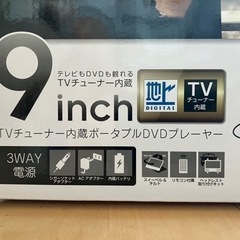 テレビもDVDも観れる
TVチューナー内蔵
9inch
地上
DIGITAL
TV
チューナー
内蔵
TVチューナー内蔵ポータブルDVDプレーヤー
3WAY
電源
シガーソケット
アダプター
ACアダプター
内蔵バッテリ
スイーベル&
チルト
リモコン付属
ヘッドレスト
取り付けキット